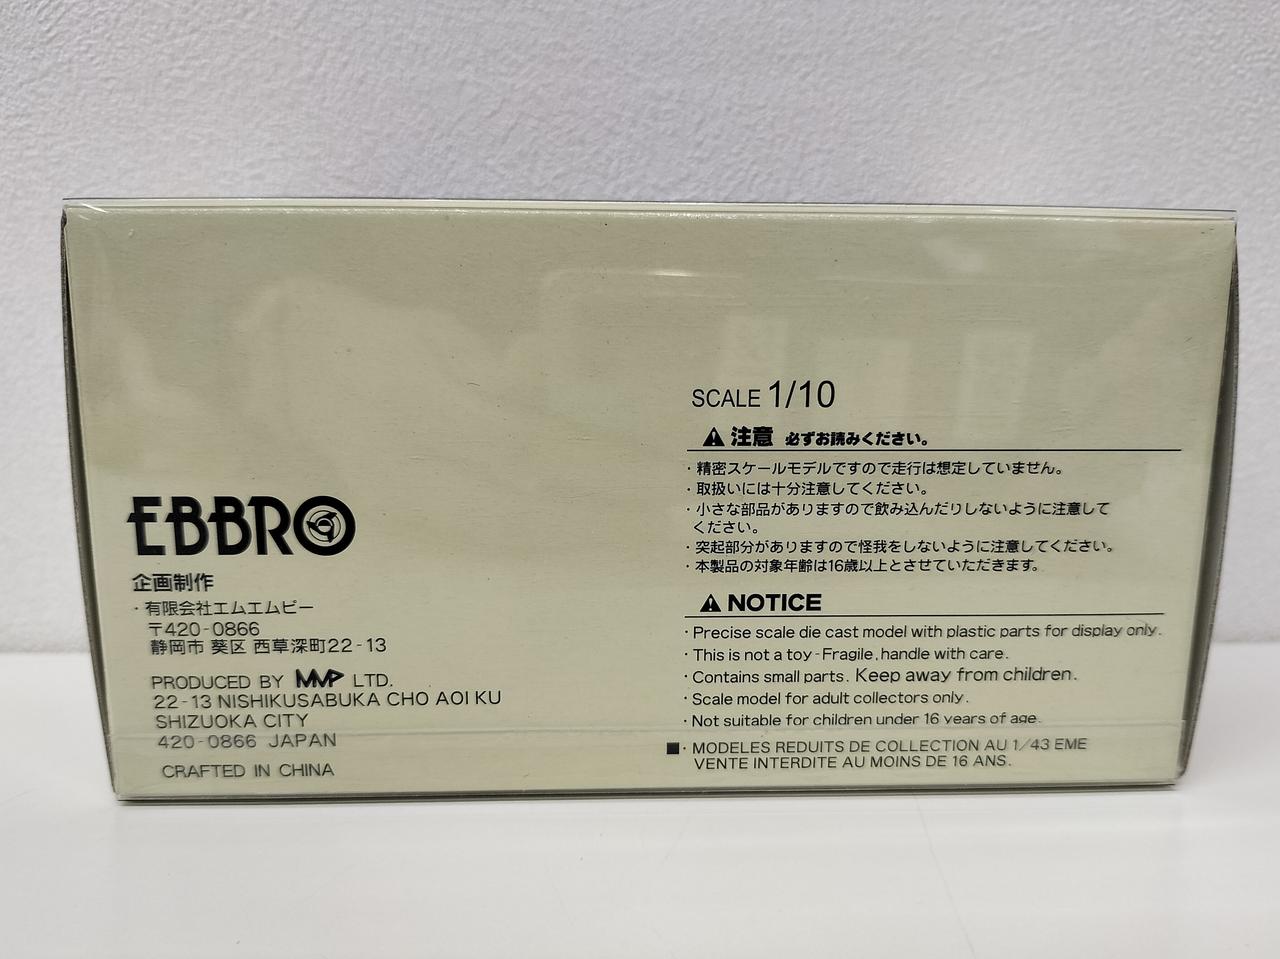 EBBRO
企画制作
・有限会社エムエムピー
〒420-0866
静岡市 葵区 西草深町22-13
PRODUCED BY MMP LTD.
22-13 NISHIKUSABUKA CHO AOI KU
SHIZUOKA CITY
420-0866 JAPAN
CRAFTED IN CHINA
SCALE 1/10
⚠ 注意 必ずお読みください。
・精密スケールモデルですので走行は想定していません。
・取扱いには十分注意してください。
・小さな部品がありますので飲み込んだりしないように注意して
ください。
・突起部分がありますので怪我をしないように注意してください。
・本製品の対象年齢は16歳以上とさせていただきます。
⚠ NOTICE
・Precise scale die cast model with plastic parts for display only.
・This is not a toy-Fragile, handle with care.
・Contains small parts. Keep away from children.
・Scale model for adult collectors only.
・Not suitable for children under 16 years of age.
■・MODELES REDUITS DE COLLECTION AU 1/43 EME
VENTE INTERDITE AU MOINS DE 16 ANS.